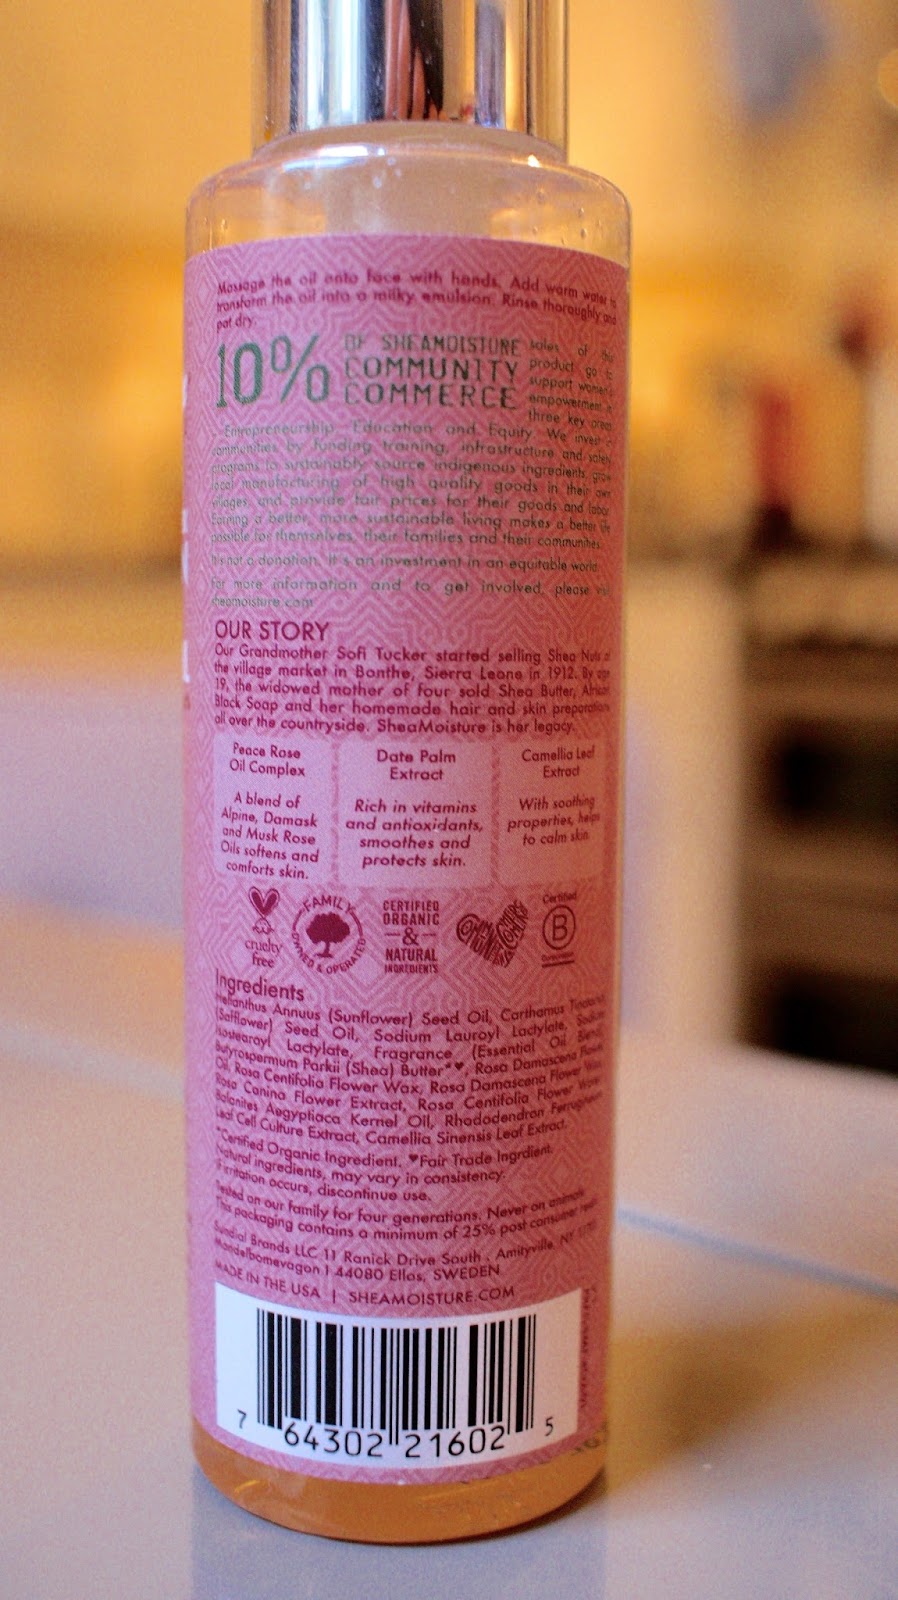 Massage the oil onto face with hands. Add warm water to
transform the oil into a milky emulsion. Rinse thoroughly and
pat dry.
10% OF SHEAMOISTURE COMMUNITY COMMERCE
sales of this
product go to
support women's
empowerment in
three key areas
- Entropreneurship, Education and Equity. We invest in
communities by funding training, infrastructure and safety
programs to sustainably source indigenous ingredients, grow
local manufacturing of high quality goods in their own
villages, and provide fair prices for their goods and labor.
Earning a better, more sustainable living makes a better life
possible for themselves, their families and their communities.
It's not a donation. It's an investment in an equitable world.
For more information and to get involved, please visit
sheamoisture.com
OUR STORY
Our Grandmother Sofi Tucker started selling Shea Nuts at
the village market in Bonthe, Sierra Leone in 1912. By age
19, the widowed mother of four sold Shea Butter, African
Black Soap and her homemade hair and skin preparations
all over the countryside. SheaMoisture is her legacy.
Peace Rose
Oil Complex
A blend of
Alpine, Damask
and Musk Rose
Oils softens and
comforts skin.
Date Palm
Extract
Rich in vitamins
and antioxidants,
smoothes and
protects skin.
Camellia Leaf
Extract
With soothing
properties, helps
to calm skin.
cruelty
free
FAMILY
OWNED & OPERATED
CERTIFIED
ORGANIC
&
NATURAL
INGREDIENTS
COMMUNITY COMMERCE
Certified
B
Corporation
Ingredients
Helianthus Annuus (Sunflower) Seed Oil, Carthamus Tinctorius
(Safflower) Seed Oil, Sodium Lauroyl Lactylate, Sodium
Isostearoyl Lactylate, Fragrance (Essential Oil Blend),
Butyrospermum Parkii (Shea) Butter*♥, Rosa Damascena Flower
Oil, Rosa Centifolia Flower Wax, Rosa Damascena Flower Wax,
Rosa Canina Flower Extract, Rosa Centifolia Flower Water,
Balanites Aegyptiaca Kernel Oil, Rhododendron Ferrugineum
Leaf Cell Culture Extract, Camellia Sinensis Leaf Extract.
*Certified Organic Ingredient. ♥Fair Trade Ingrdient.
Natural ingredients, may vary in consistency.
If irritation occurs, discontinue use.
Tested on our family for four generations. Never on animals.
This packaging contains a minimum of 25% post consumer resin.
Sundial Brands LLC 11 Ranick Drive South . Amityville, NY 11701
Mandelbomevagon 1 44080 Ellos, SWEDEN
MADE IN THE USA | SHEAMOISTURE.COM
7 64302 21602 5